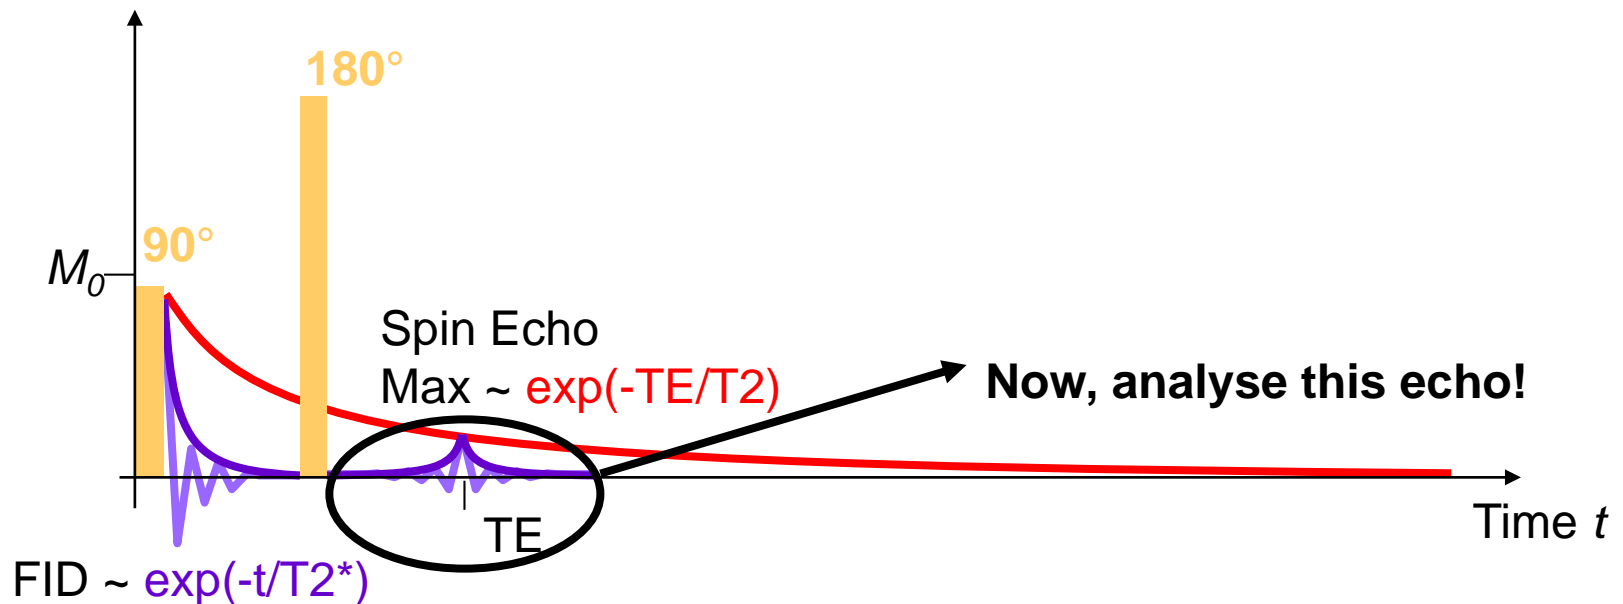 180°
90°
M0
Spin Echo
Max ~ exp(-TE/T2)
Now, analyse this echo!
TE
Time t
FID ~ exp(-t/T2*)